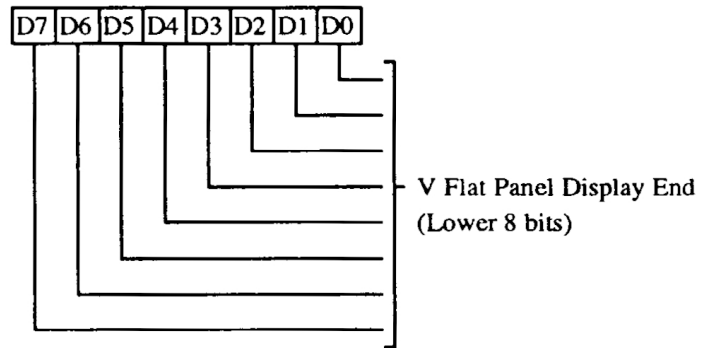 D7 D6 D5 D4 D3 D2 D1 D0
V Flat Panel Display End
(Lower 8 bits)